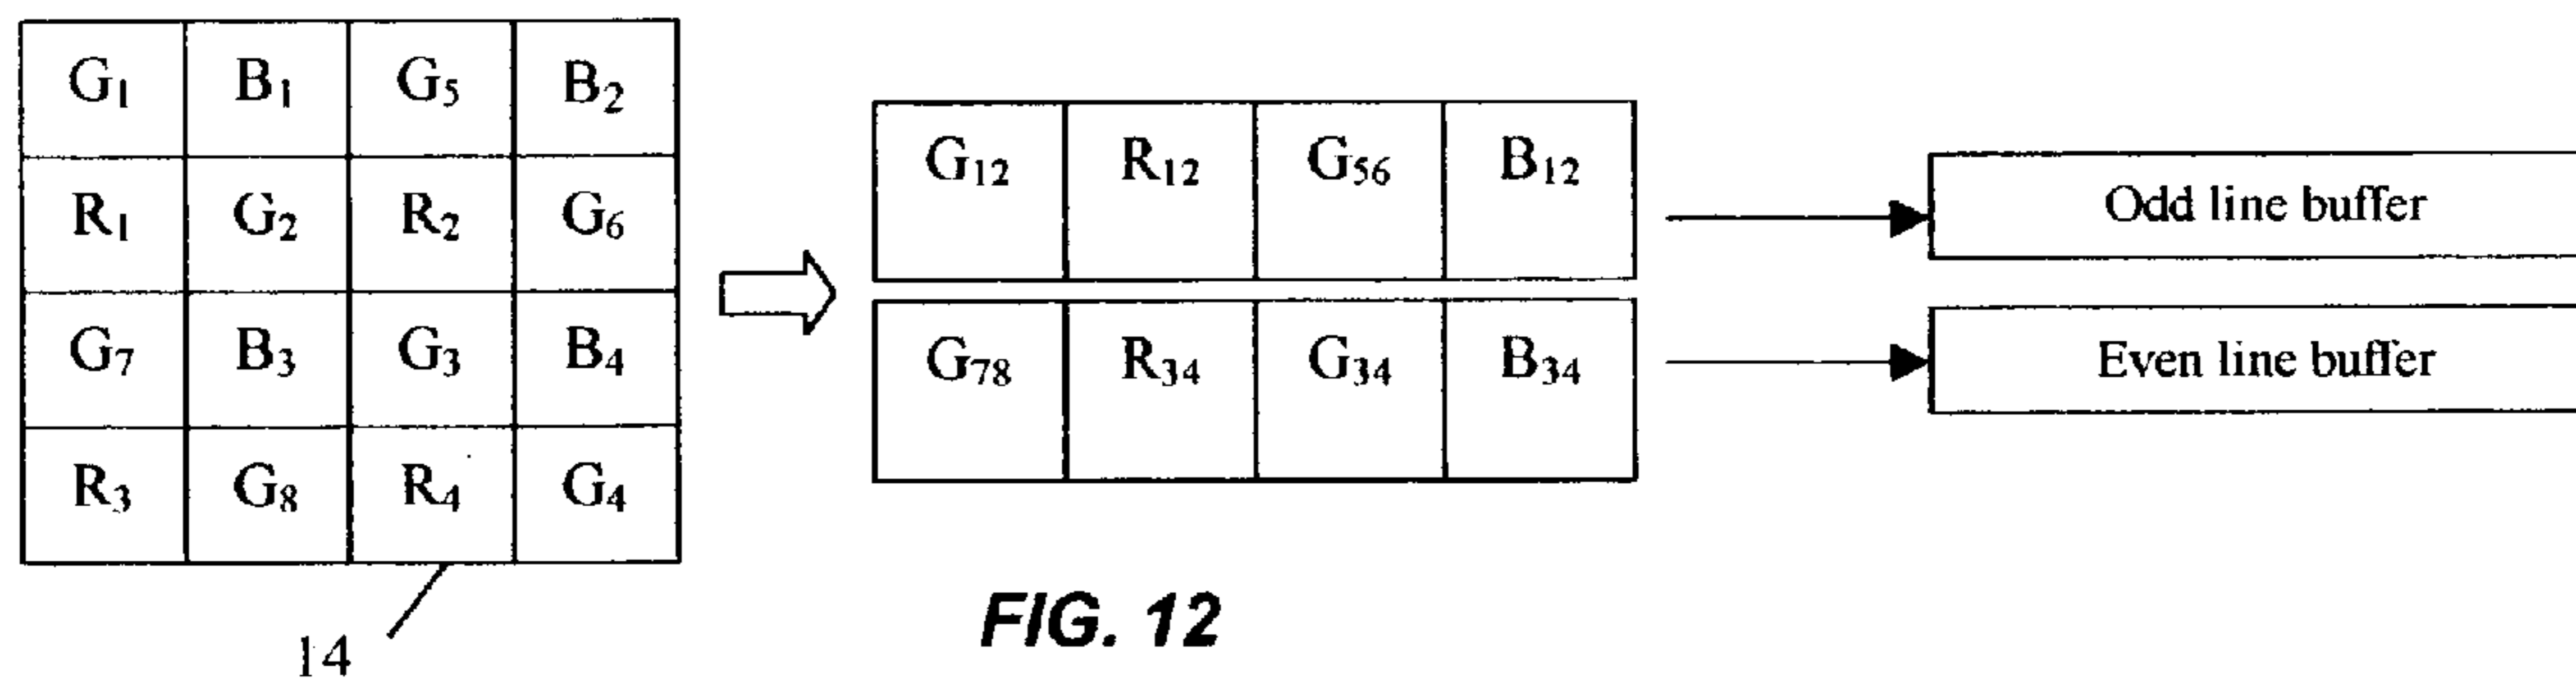 G1 B1 G5 B2
R1 G2 R2 G6
G7 B3 G3 B4
R3 G8 R4 G4
14
G12 R12 G56 B12
G78 R34 G34 B34
Odd line buffer
Even line buffer
FIG. 12